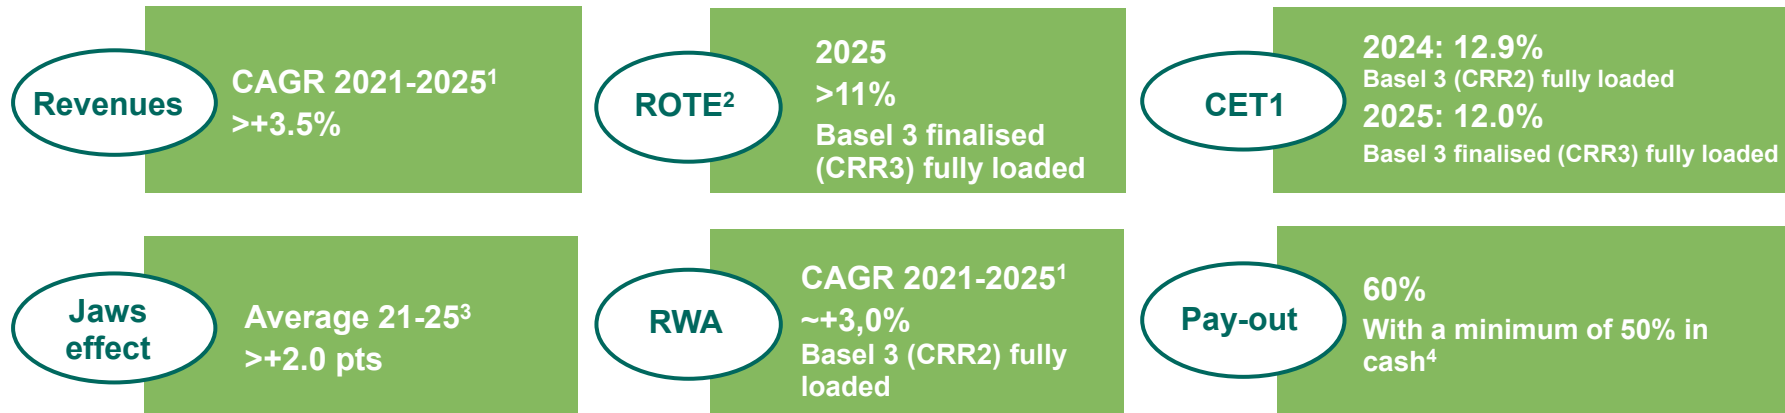 Revenues
CAGR 2021-2025¹
>+3.5%
ROTE²
2025
>11%
Basel 3 finalised
(CRR3) fully loaded
CET1
2024: 12.9%
Basel 3 (CRR2) fully loaded
2025: 12.0%
Basel 3 finalised (CRR3) fully loaded
Jaws
effect
Average 21-25³
>+2.0 pts
RWA
CAGR 2021-2025¹
~+3,0%
Basel 3 (CRR2) fully
loaded
Pay-out
60%
With a minimum of 50% in
cash⁴